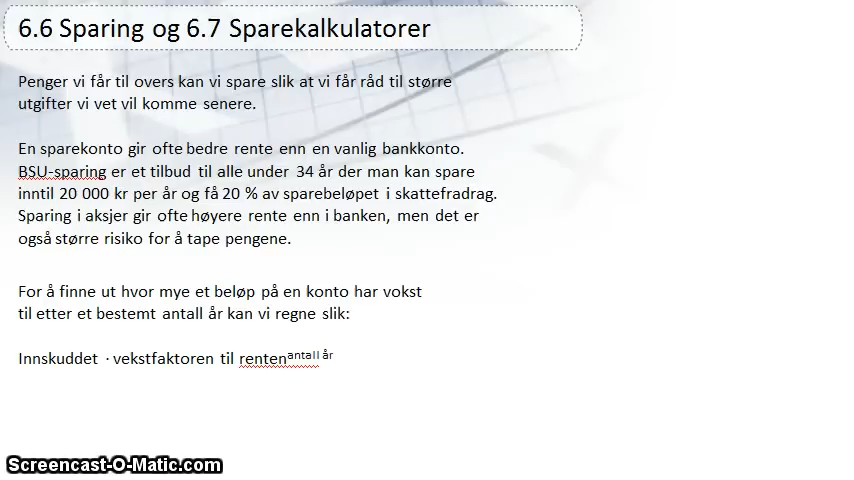 6.6 Sparing og 6.7 Sparekalkulatorer
Penger vi får til overs kan vi spare slik at vi får råd til større
utgifter vi vet vil komme senere.
En sparekonto gir ofte bedre rente enn en vanlig bankkonto.
BSU-sparing er et tilbud til alle under 34 år der man kan spare
inntil 20 000 kr per år og få 20 % av sparebeløpet i skattefradrag.
Sparing i aksjer gir ofte høyere rente enn i banken, men det er
også større risiko for å tape pengene.
For å finne ut hvor mye et beløp på en konto har vokst
til etter et bestemt antall år kan vi regne slik:
Innskuddet · vekstfaktoren til renten^antall år
Screencast-O-Matic.com